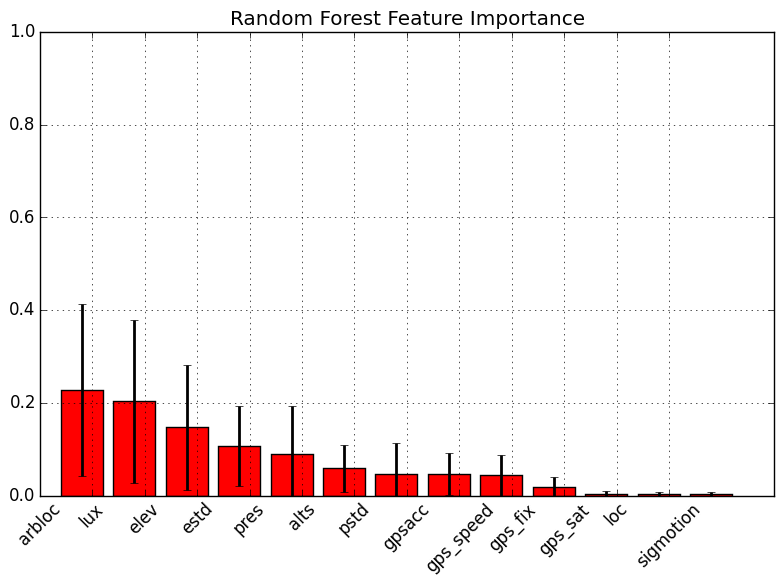 Random Forest Feature Importance
1.0
0.8
0.6
0.4
0.2
0.0
arbloc
lux
elev
estd
pres
alts
pstd
gpsacc
gps_speed
gps_fix
gps_sat
loc
sigmotion